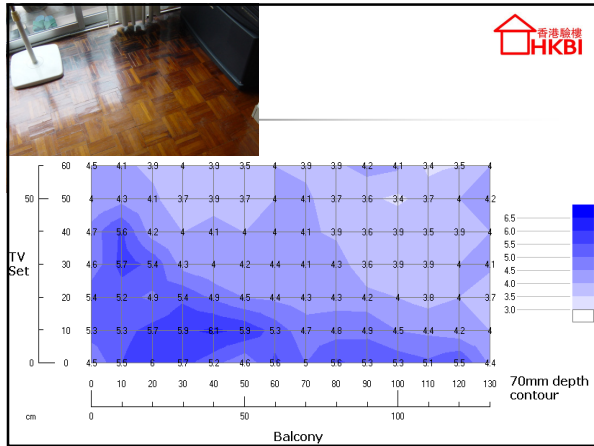 香港驗樓
HKBI
60 4.5 4.1 3.9 4 3.9 3.5 4 3.9 3.9 4.2 4.1 3.4 3.5 4
50 50 4 4.3 4.1 3.7 3.9 3.7 4 4.1 3.7 3.6 3.4 3.7 4 4.2
40 4.7 5.6 4.2 4 4.1 4 4 4.1 3.7 3.6 3.9 3.5 3.9 4
TV
Set
30 4.6 5.7 5.4 4.3 4 4.2 4.4 4.1 4.3 3.6 3.9 3.9 4 4.1
20 5.4 5.2 4.9 5.4 4.9 4.5 4.4 4.3 4.3 4.2 4 3.8 4 3.7
10 5.3 5.3 5.7 5.9 6.1 5.9 5.3 4.7 4.8 4.9 4.5 4.4 4.2 4
0 0 4.5 5.5 6 5.7 5.2 4.6 5.6 5 5.6 5.3 5.3 5.1 5.5 4.4
6.5
6.0
5.5
5.0
4.5
4.0
3.5
3.0
0 10 20 30 40 50 60 70 80 90 100 110 120 130
70mm depth
contour
cm 0 50 100
Balcony